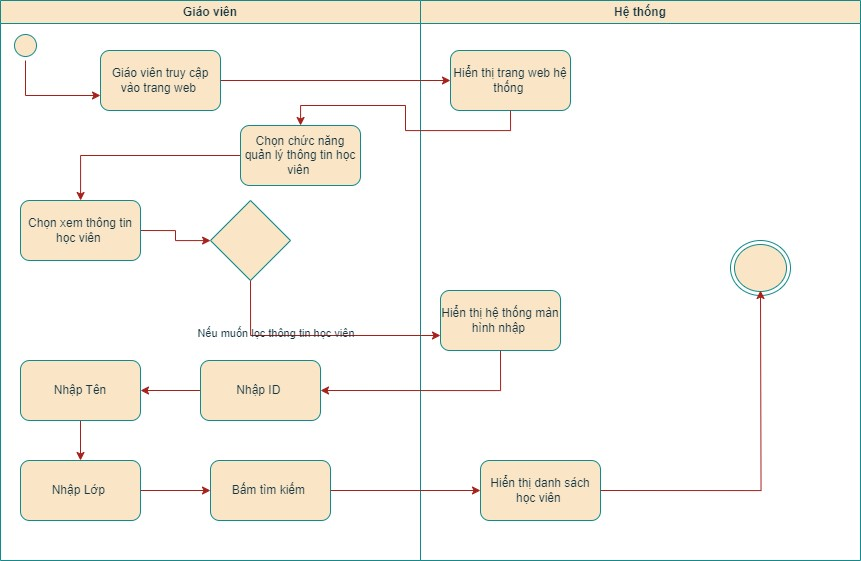 Giáo viên
Hệ thống
Giáo viên truy cập
vào trang web
Hiển thị trang web hệ
thống
Chọn chức năng
quản lý thông tin học
viên
Chọn xem thông tin
học viên
Nếu muốn lọc thông tin học viên
Hiển thị hệ thống màn
hình nhập
Nhập Tên
Nhập ID
Nhập Lớp
Bấm tìm kiếm
Hiển thị danh sách
học viên